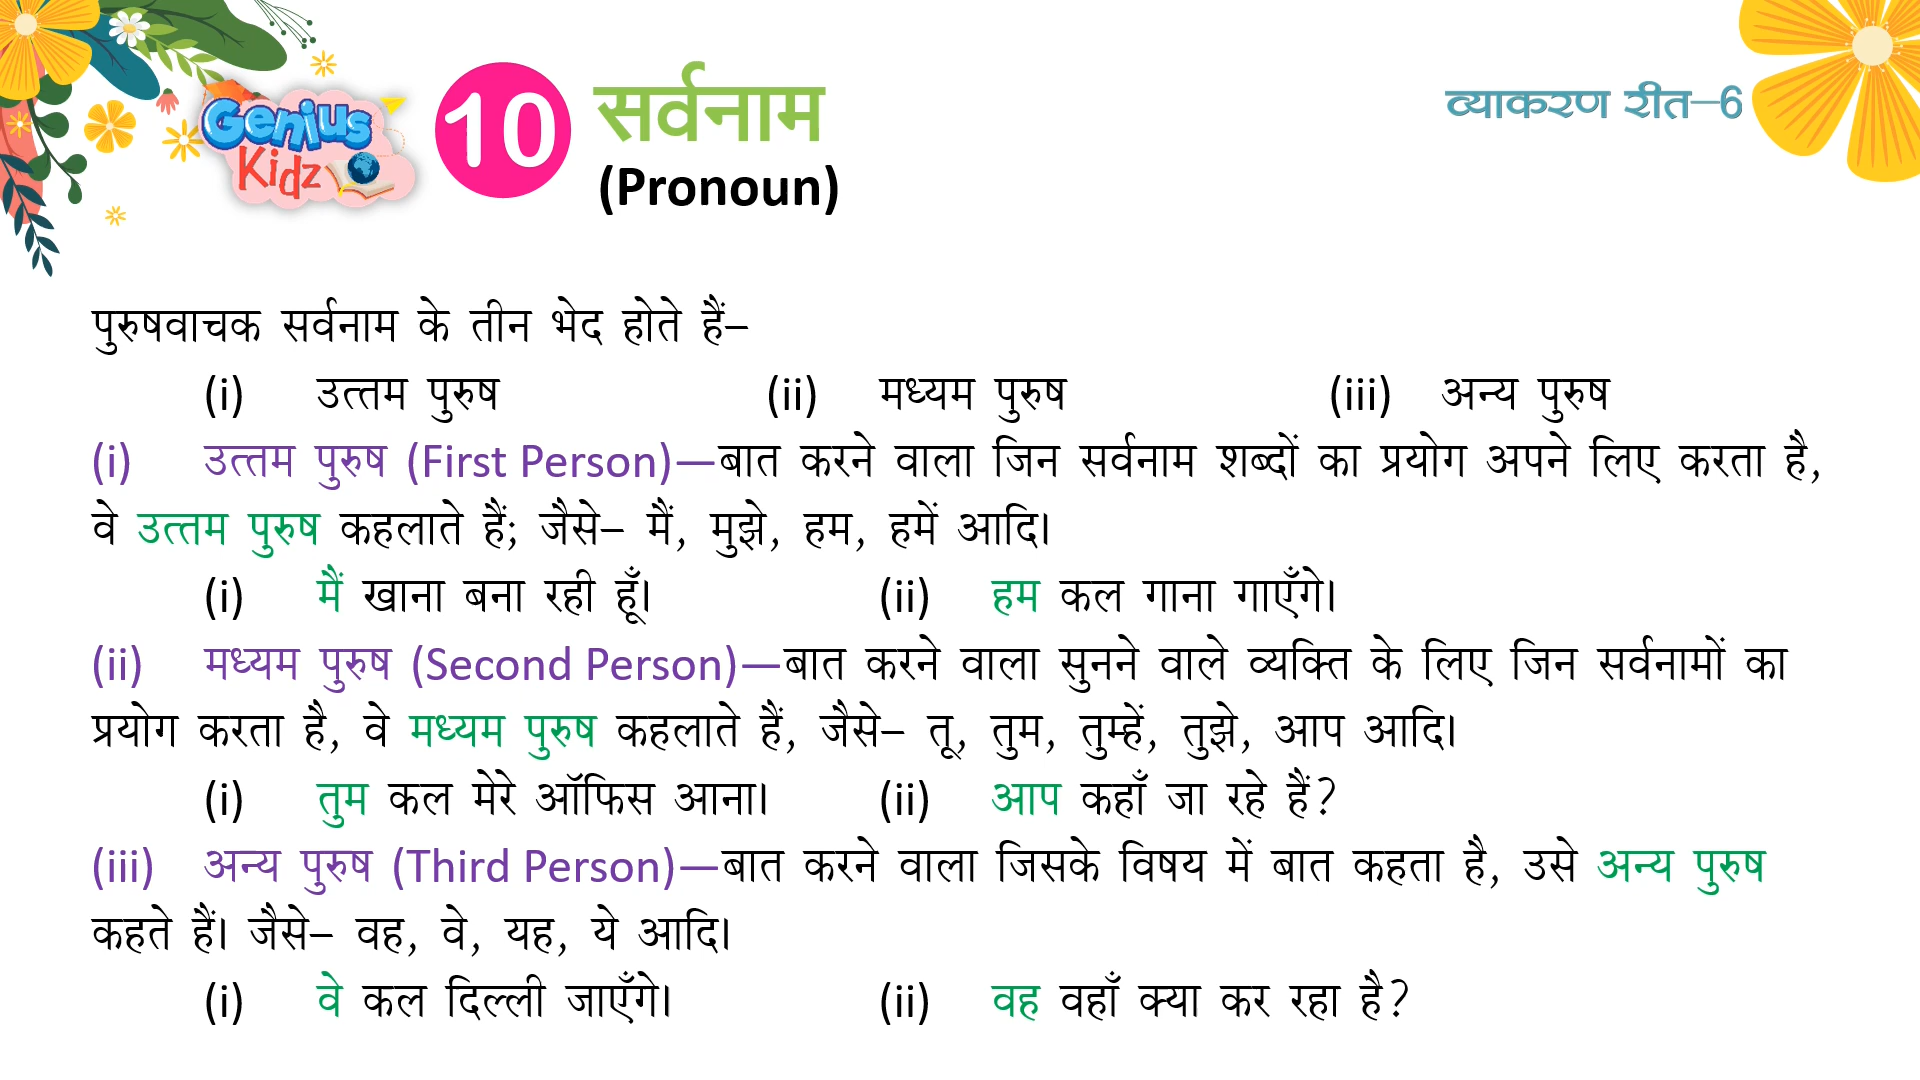 Genius
Kidz
10 सर्वनाम
(Pronoun)
व्याकरण रीत–6
पुरुषवाचक सर्वनाम के तीन भेद होते हैं–
(i) उत्तम पुरुष (ii) मध्यम पुरुष (iii) अन्य पुरुष
(i) उत्तम पुरुष (First Person)—बात करने वाला जिन सर्वनाम शब्दों का प्रयोग अपने लिए करता है,
वे उत्तम पुरुष कहलाते हैं; जैसे– मैं, मुझे, हम, हमें आदि।
(i) मैं खाना बना रही हूँ। (ii) हम कल गाना गाएँगे।
(ii) मध्यम पुरुष (Second Person)—बात करने वाला सुनने वाले व्यक्ति के लिए जिन सर्वनामों का
प्रयोग करता है, वे मध्यम पुरुष कहलाते हैं, जैसे– तू, तुम, तुम्हें, तुझे, आप आदि।
(i) तुम कल मेरे ऑफिस आना। (ii) आप कहाँ जा रहे हैं?
(iii) अन्य पुरुष (Third Person)—बात करने वाला जिसके विषय में बात कहता है, उसे अन्य पुरुष
कहते हैं। जैसे– वह, वे, यह, ये आदि।
(i) वे कल दिल्ली जाएँगे। (ii) वह वहाँ क्या कर रहा है?